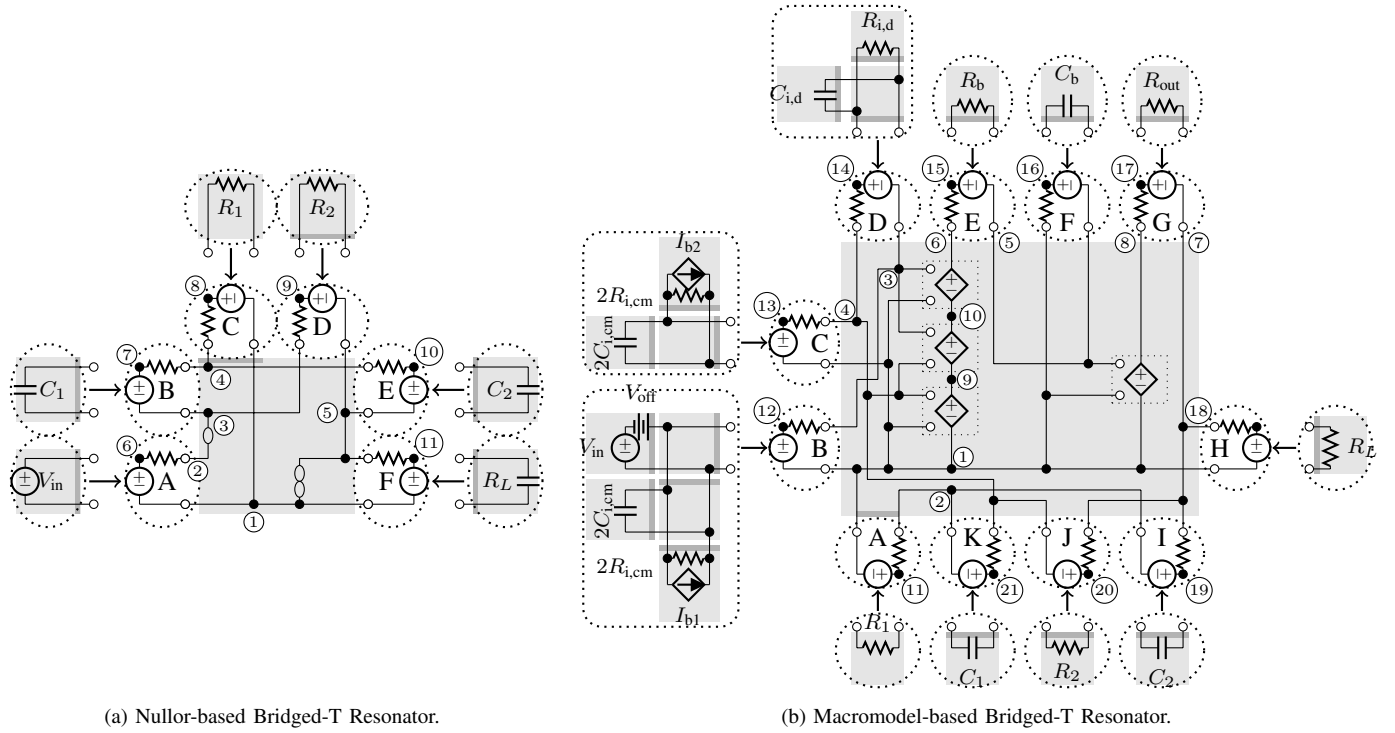 R1 R2
8 9
C D
7 10
C1 B E C2
4
3 5
6 2 11
Vin A F RL
1
(a) Nullor-based Bridged-T Resonator.
Ri,d
Ci,d
Rb Cb Rout
14 15 16 17
D E F G
6 5 8 7
Ib2
2Ri,cm
2Ci,cm
13 4 3
C
10
9
Voff
Vin
12
B
18
H RL
1
2
2Ci,cm
2Ri,cm
Ib1
A K J I
11 21 20 19
R1
C1 R2 C2
(b) Macromodel-based Bridged-T Resonator.